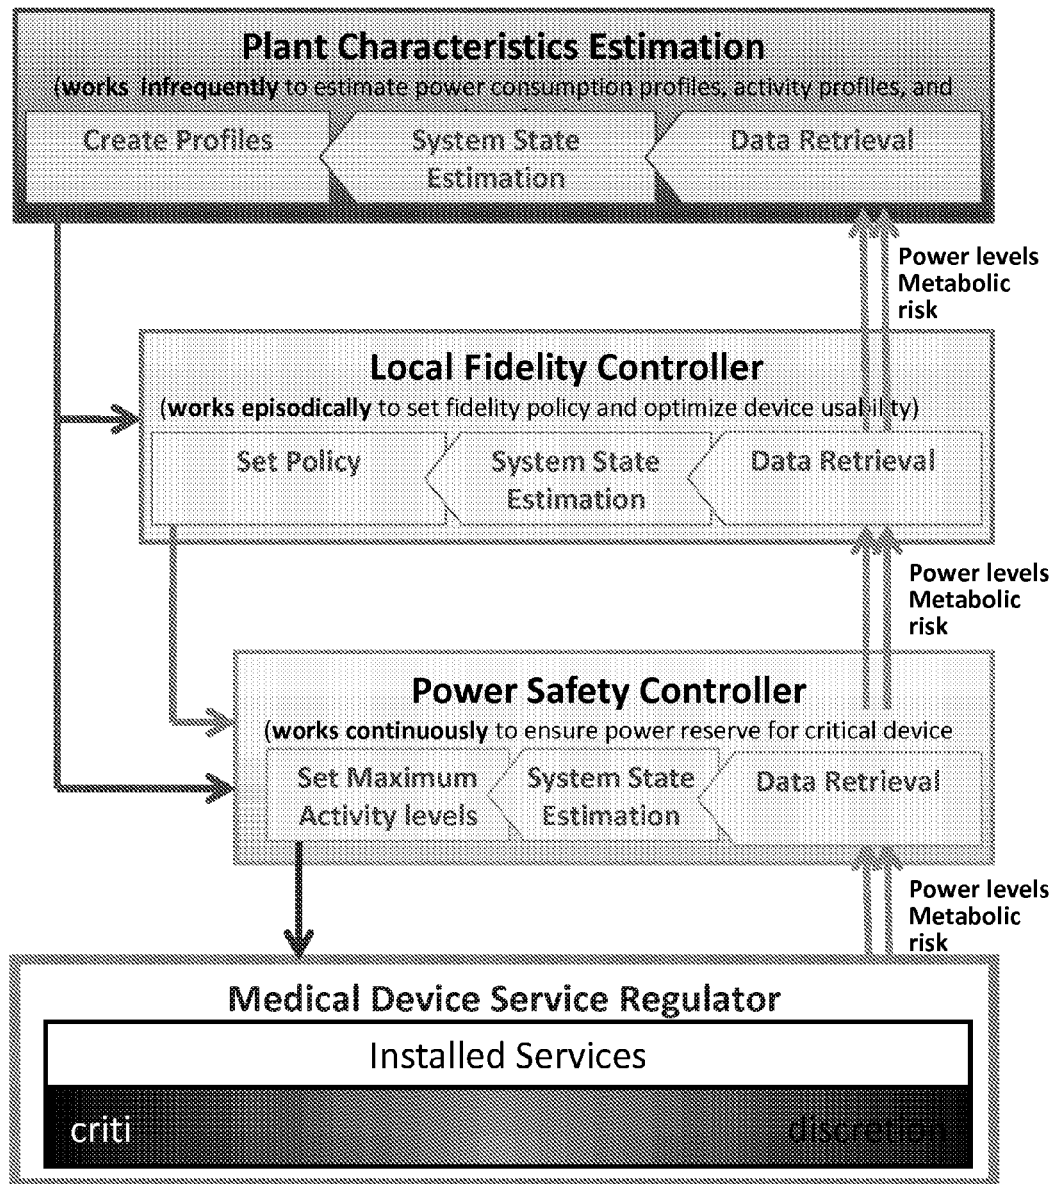 Plant Characteristics Estimation
(works infrequently to estimate power consumption profiles, activity profiles, and
Create Profiles
System State
Estimation
Data Retrieval
Power levels
Metabolic
risk
Local Fidelity Controller
(works episodically to set fidelity policy and optimize device usability)
Set Policy
System State
Estimation
Data Retrieval
Power levels
Metabolic
risk
Power Safety Controller
(works continuously to ensure power reserve for critical device
Set Maximum
Activity levels
System State
Estimation
Data Retrieval
Power levels
Metabolic
risk
Medical Device Service Regulator
Installed Services
criti
discretion